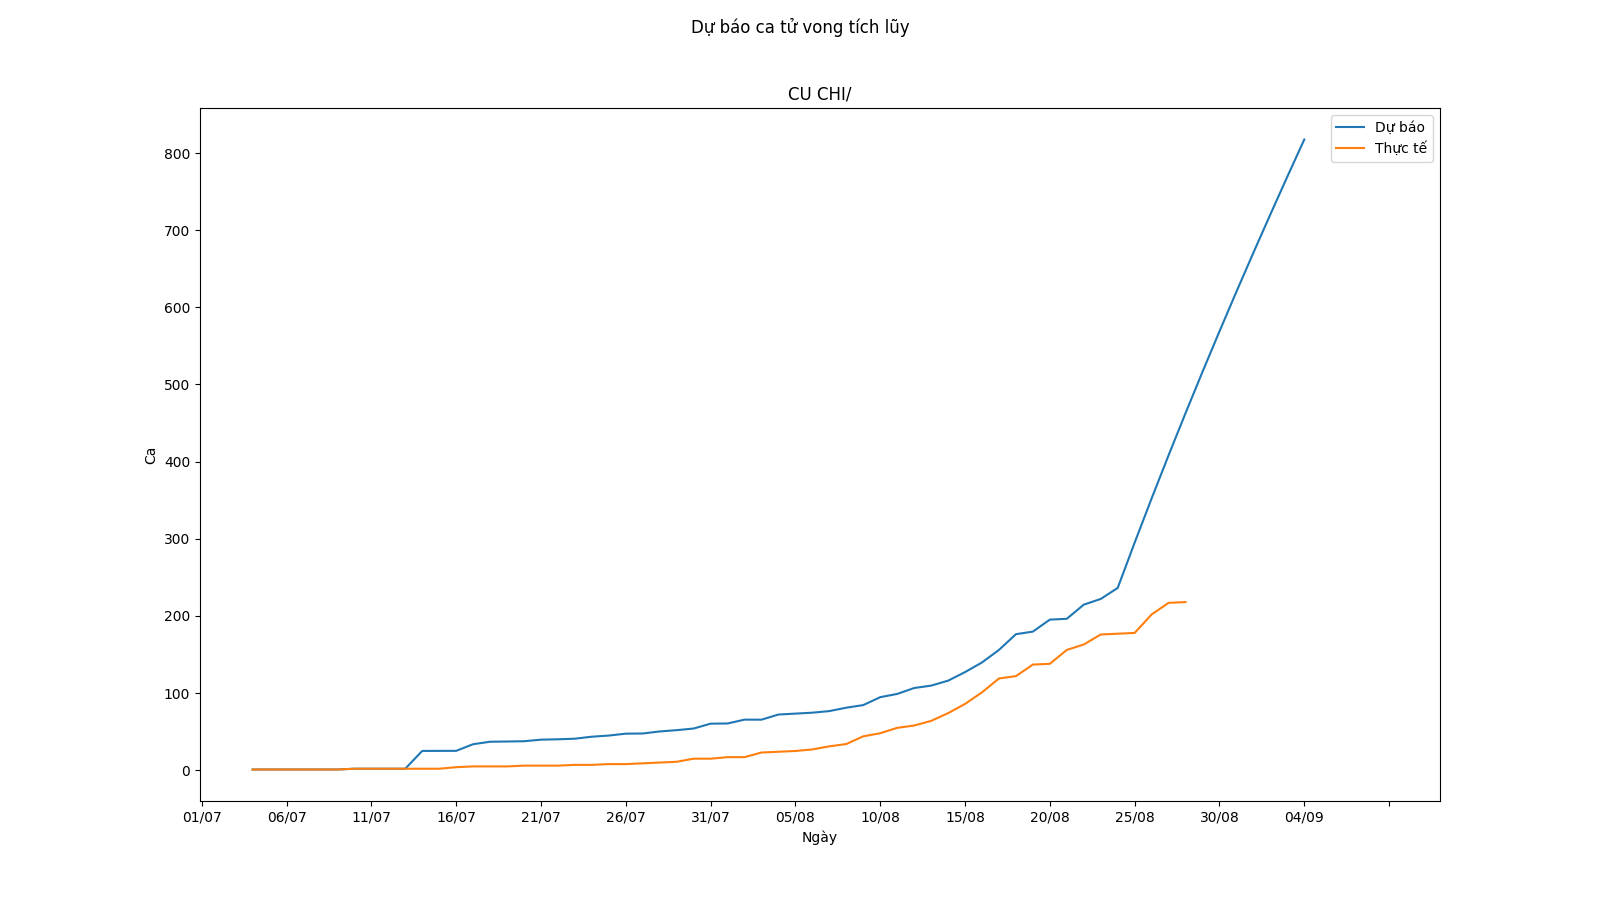 Dự báo ca tử vong tích lũy
CU CHI/
Dự báo
Thực tế
800
700
600
500
400
300
200
100
0
Ca
01/07 06/07 11/07 16/07 21/07 26/07 31/07 05/08 10/08 15/08 20/08 25/08 30/08 04/09
Ngày